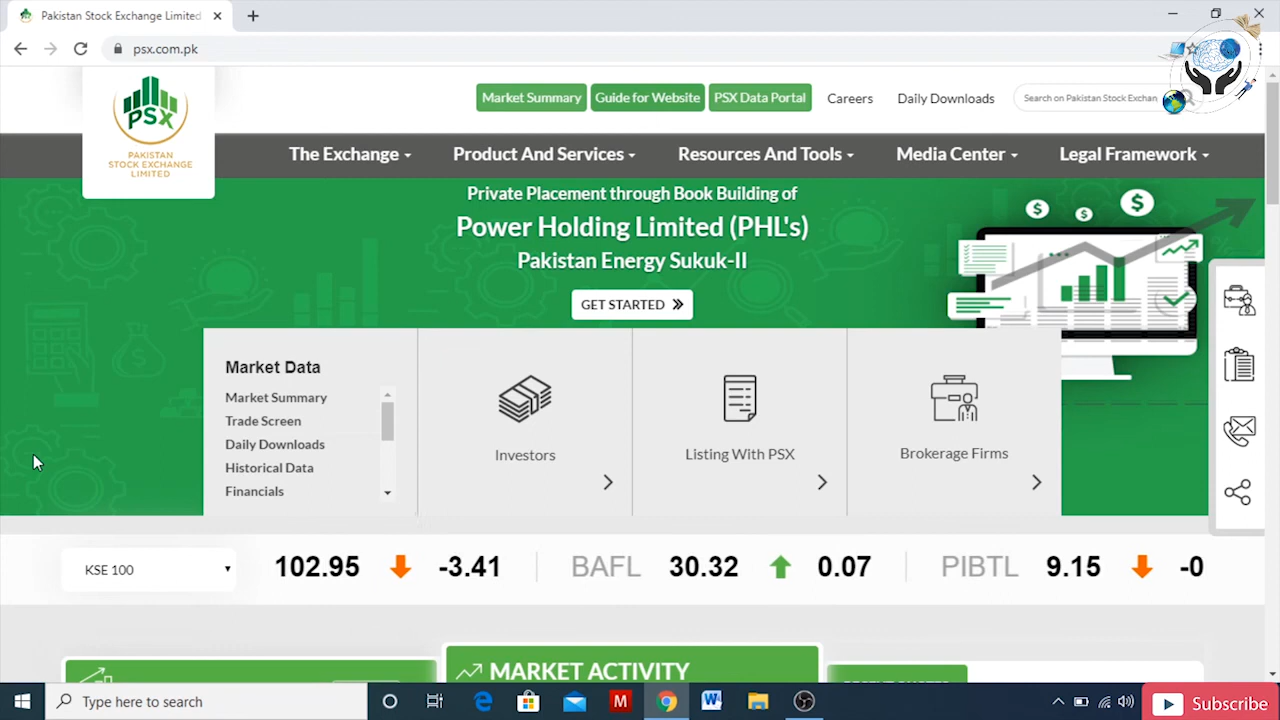 Pakistan Stock Exchange Limited
psx.com.pk
PSX
PAKISTAN
STOCK EXCHANGE
LIMITED
Market Summary
Guide for Website
PSX Data Portal
Careers
Daily Downloads
Search on Pakistan Stock Exchan
The Exchange
Product And Services
Resources And Tools
Media Center
Legal Framework
Private Placement through Book Building of
Power Holding Limited (PHL's)
Pakistan Energy Sukuk-II
GET STARTED
Market Data
Market Summary
Trade Screen
Daily Downloads
Historical Data
Financials
Investors
Listing With PSX
Brokerage Firms
KSE 100
102.95 -3.41
BAFL 30.32 0.07
PIBTL 9.15 -0
MARKET ACTIVITY
Type here to search
Subscribe